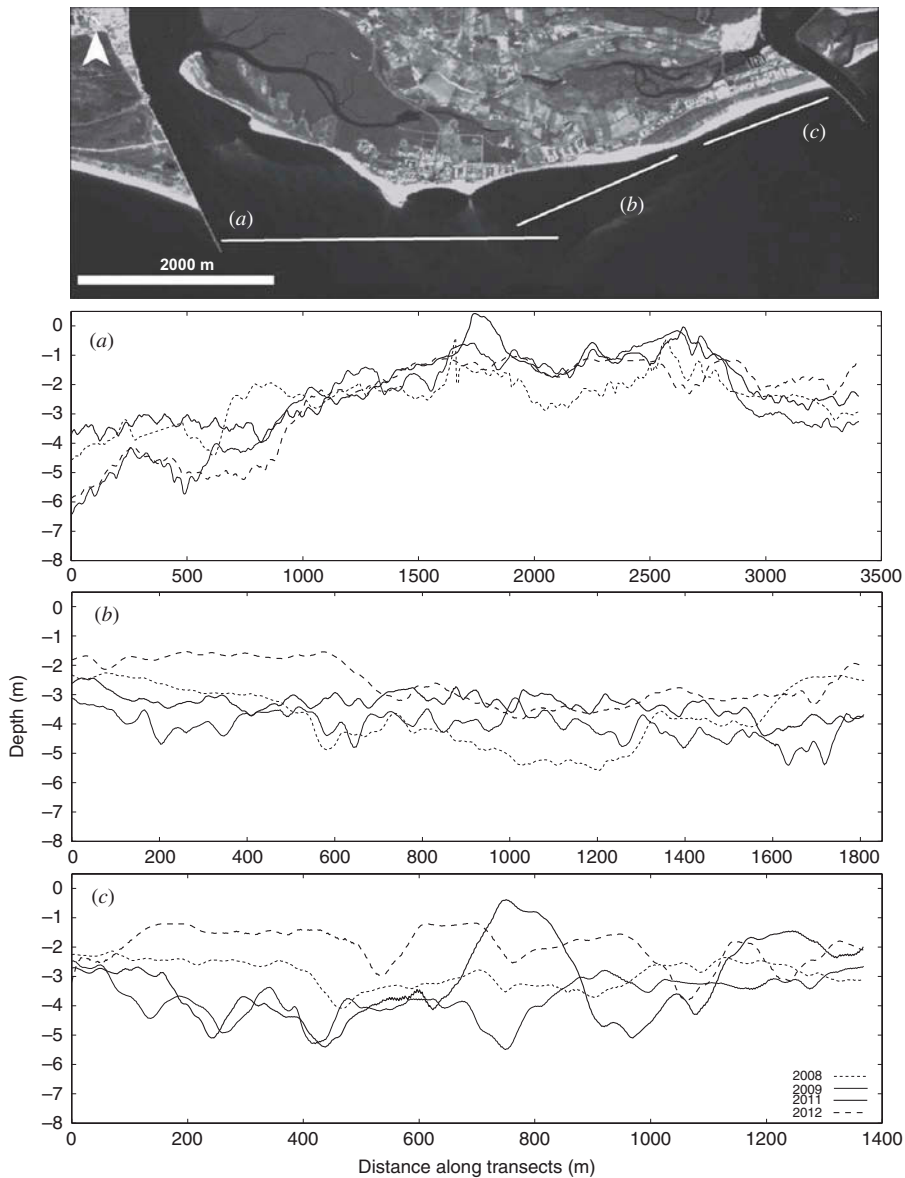 (a)
(b)
(c)
2000 m
(a)
0
–1
–2
–3
–4
–5
–6
–7
–8
0 500 1000 1500 2000 2500 3000 3500
(b)
0
–1
–2
–3
–4
–5
–6
–7
–8
0 200 400 600 800 1000 1200 1400 1600 1800
Depth (m)
(c)
0
–1
–2
–3
–4
–5
–6
–7
–8
2008
2009
2011
2012
0 200 400 600 800 1000 1200 1400
Distance along transects (m)